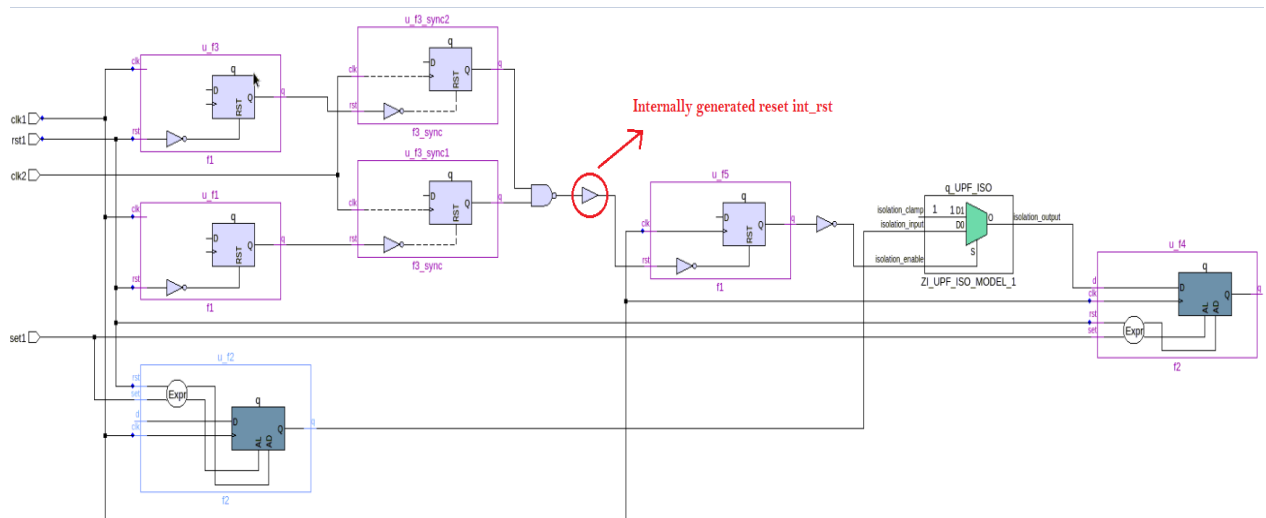 u_f3
clk
q
D
Q
q
RST
rst
f1
u_f3_sync2
q
clk
D
Q
q
RST
rst
f3_sync
Internally generated reset int_rst
clk1
rst1
clk2
u_f3_sync1
q
clk
D
Q
q
RST
rst
f3_sync
u_f1
clk
q
D
Q
q
RST
rst
f1
u_f5
q
clk
D
Q
q
RST
rst
f1
q_UPF_ISO
isolation_clamp 1 1 D1
isolation_input D0
O isolation_output
isolation_enable S
ZI_UPF_ISO_MODEL_1
u_f4
q
d
D
Q
q
clk
rst
set
Expr
AL
AD
f2
set1
u_f2
rst
set
Expr
q
d
D
Q
q
clk
AL
AD
f2